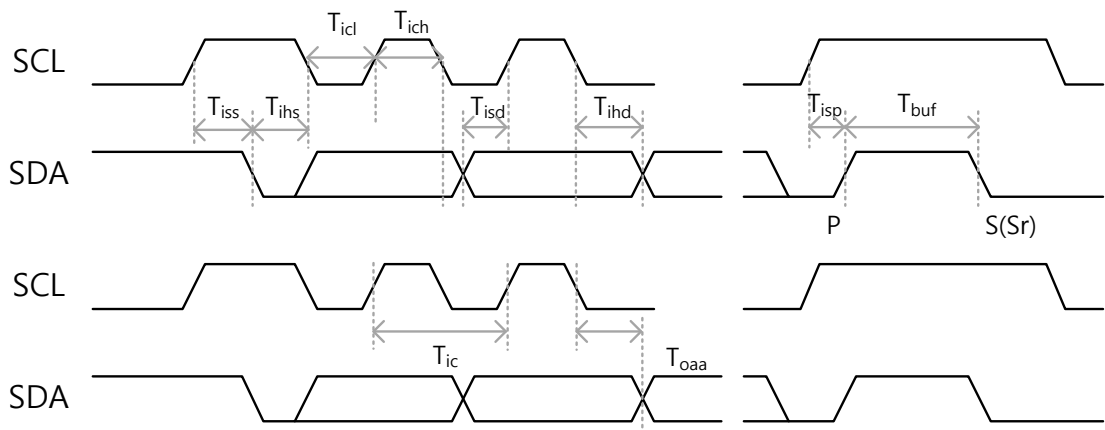 SCL
T_icl T_ich
T_iss T_ihs T_isd T_ihd T_isp T_buf
SDA
P S(Sr)
SCL
T_ic T_oaa
SDA